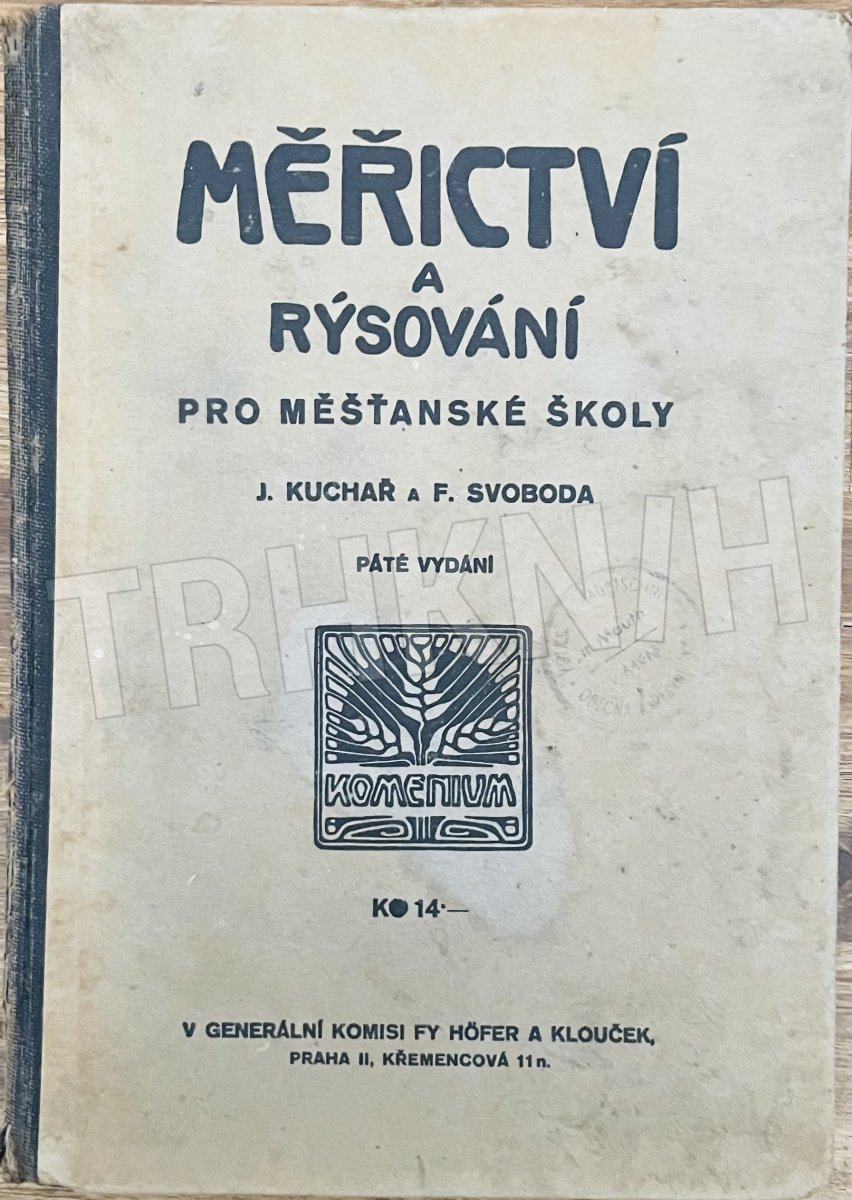 MĚŘICTVÍ
A
RÝSOVÁNÍ
PRO MĚŠŤANSKÉ ŠKOLY
J. KUCHAŘ A F. SVOBODA
PÁTÉ VYDÁNÍ
TRHKNIH
KOMENIUM
K 14·—
V GENERÁLNÍ KOMISI FY HÖFER A KLOUČEK,
PRAHA II, KŘEMENCOVÁ 11 n.